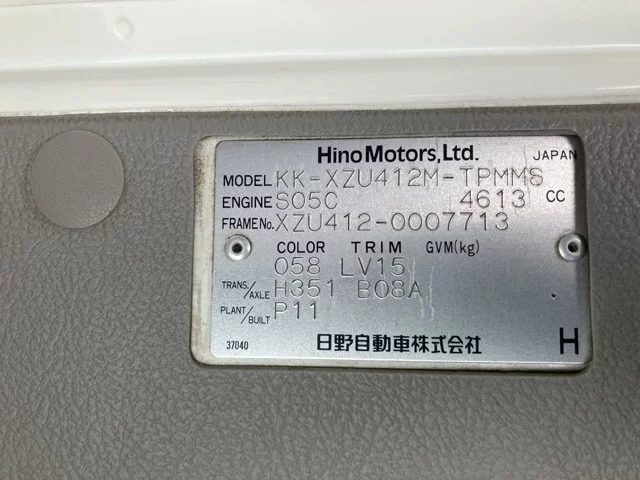 Hino Motors, Ltd. JAPAN
MODEL KK-XZU412M-TPMMS
ENGINE S05C 4613 CC
FRAME No. XZU412-0007713
COLOR TRIM GVM(kg)
058 LV15
TRANS./AXLE H351 B08A
PLANT/BUILT P11
37040 日野自動車株式会社 H